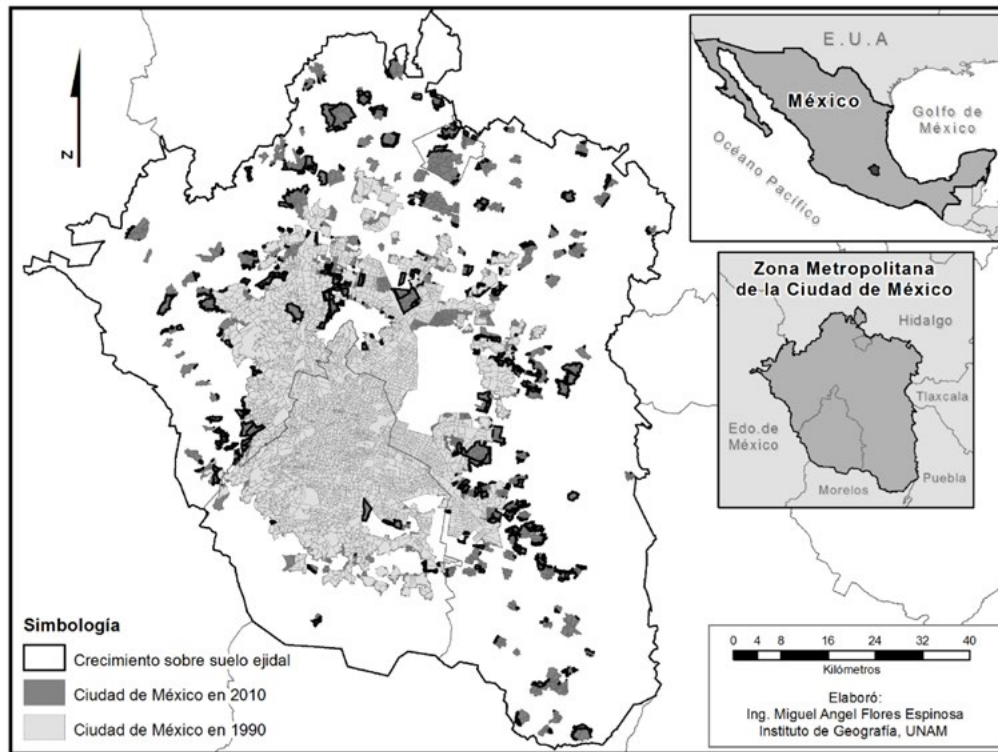 N
E.U.A
México
Golfo de
México
Océano Pacífico
Zona Metropolitana
de la Ciudad de México
Hidalgo
Tlaxcala
Edo. de
México
Puebla
Morelos
Simbología
Crecimiento sobre suelo ejidal
Ciudad de México en 2010
Ciudad de México en 1990
0 4 8 16 24 32 40
Kilómetros
Elaboró:
Ing. Miguel Angel Flores Espinosa
Instituto de Geografía, UNAM